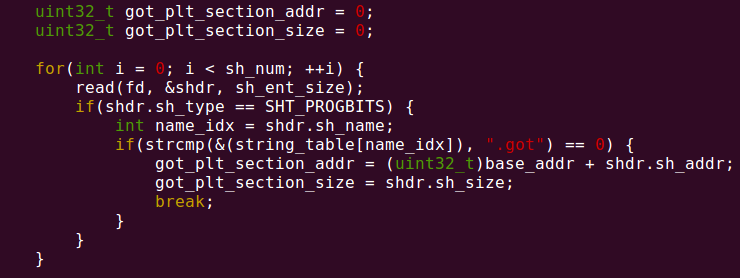 uint32_t got_plt_section_addr = 0;
uint32_t got_plt_section_size = 0;

for(int i = 0; i < sh_num; ++i) {
    read(fd, &shdr, sh_ent_size);
    if(shdr.sh_type == SHT_PROGBITS) {
        int name_idx = shdr.sh_name;
        if(strcmp(&(string_table[name_idx]), ".got") == 0) {
            got_plt_section_addr = (uint32_t)base_addr + shdr.sh_addr;
            got_plt_section_size = shdr.sh_size;
            break;
        }
    }
}